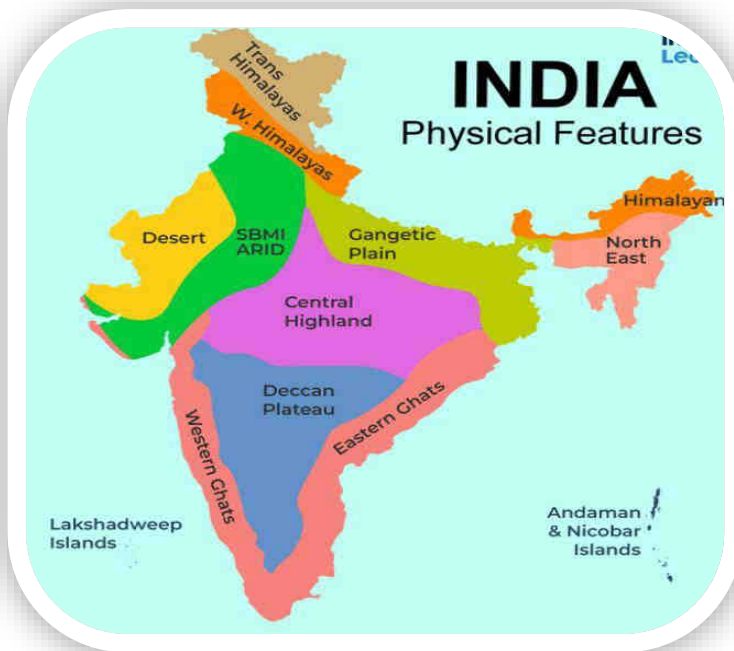 INDIA
Physical Features
Trans
Himalayas
W. Himalayas
Himalayan
North
East
Desert
SBMI
ARID
Gangetic
Plain
Central
Highland
Deccan
Plateau
Western Ghats
Eastern Ghats
Lakshadweep
Islands
Andaman
& Nicobar
Islands